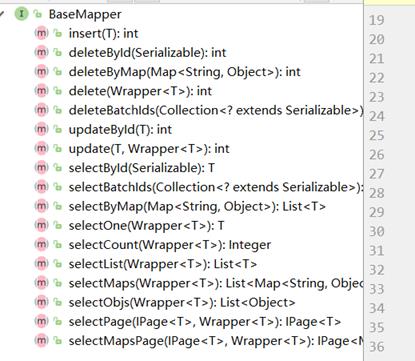 BaseMapper
insert(T): int
deleteById(Serializable): int
deleteByMap(Map<String, Object>): int
delete(Wrapper<T>): int
deleteBatchIds(Collection<? extends Serializable>)
updateById(T): int
update(T, Wrapper<T>): int
selectById(Serializable): T
selectBatchIds(Collection<? extends Serializable>):
selectByMap(Map<String, Object>): List<T>
selectOne(Wrapper<T>): T
selectCount(Wrapper<T>): Integer
selectList(Wrapper<T>): List<T>
selectMaps(Wrapper<T>): List<Map<String, Objec
selectObjs(Wrapper<T>): List<Object>
selectPage(IPage<T>, Wrapper<T>): IPage<T>
selectMapsPage(IPage<T>, Wrapper<T>): IPage<M
19
20
21
22
23
24
25
26
27
28
29
30
31
32
33
34
35
36